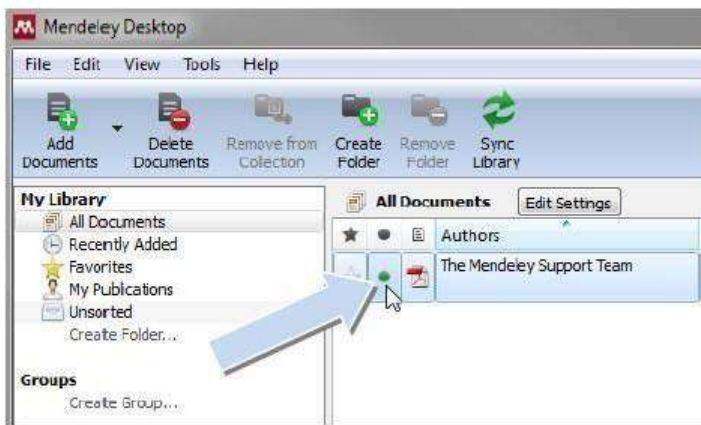 Mendeley Desktop
File Edit View Tools Help
Add Documents
Delete Documents
Remove from Collection
Create Folder
Remove Folder
Sync Library
My Library
All Documents
Recently Added
Favorites
My Publications
Unsorted
Create Folder...
Groups
Create Group...
All Documents Edit Settings
Authors
The Mendeley Support Team